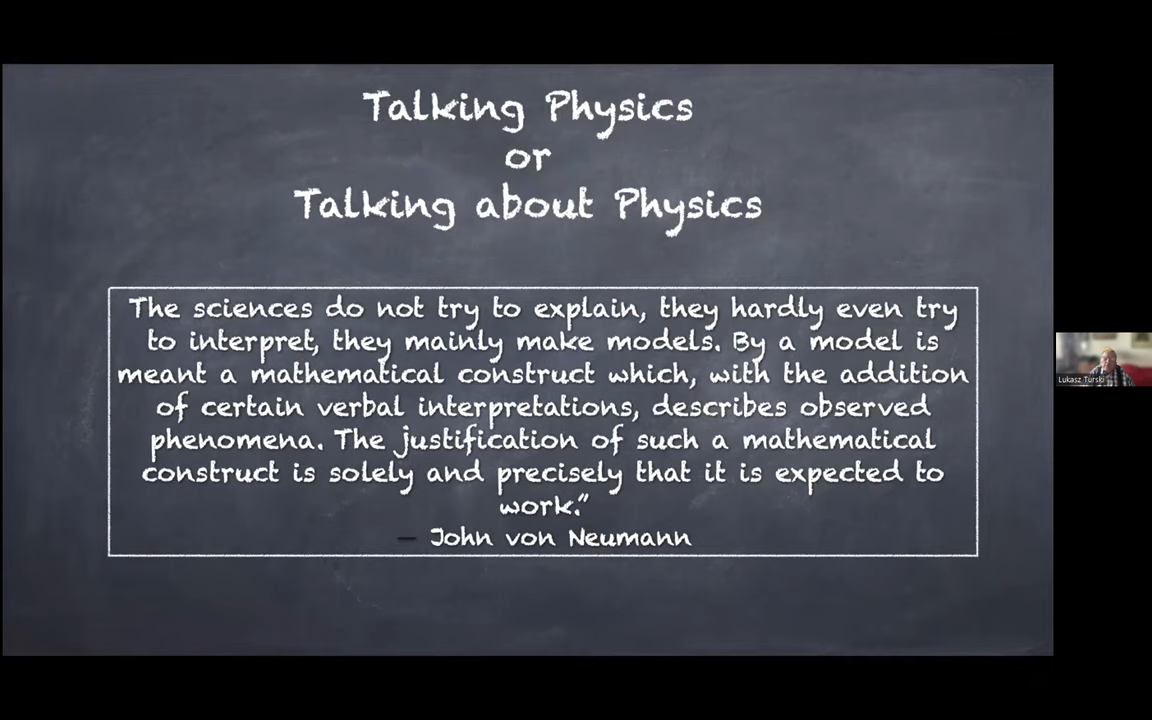 Talking Physics
or
Talking about Physics
The sciences do not try to explain, they hardly even try
to interpret, they mainly make models. By a model is
meant a mathematical construct which, with the addition
of certain verbal interpretations, describes observed
phenomena. The justification of such a mathematical
construct is solely and precisely that it is expected to
work.”
— John von Neumann
Lukasz Turski